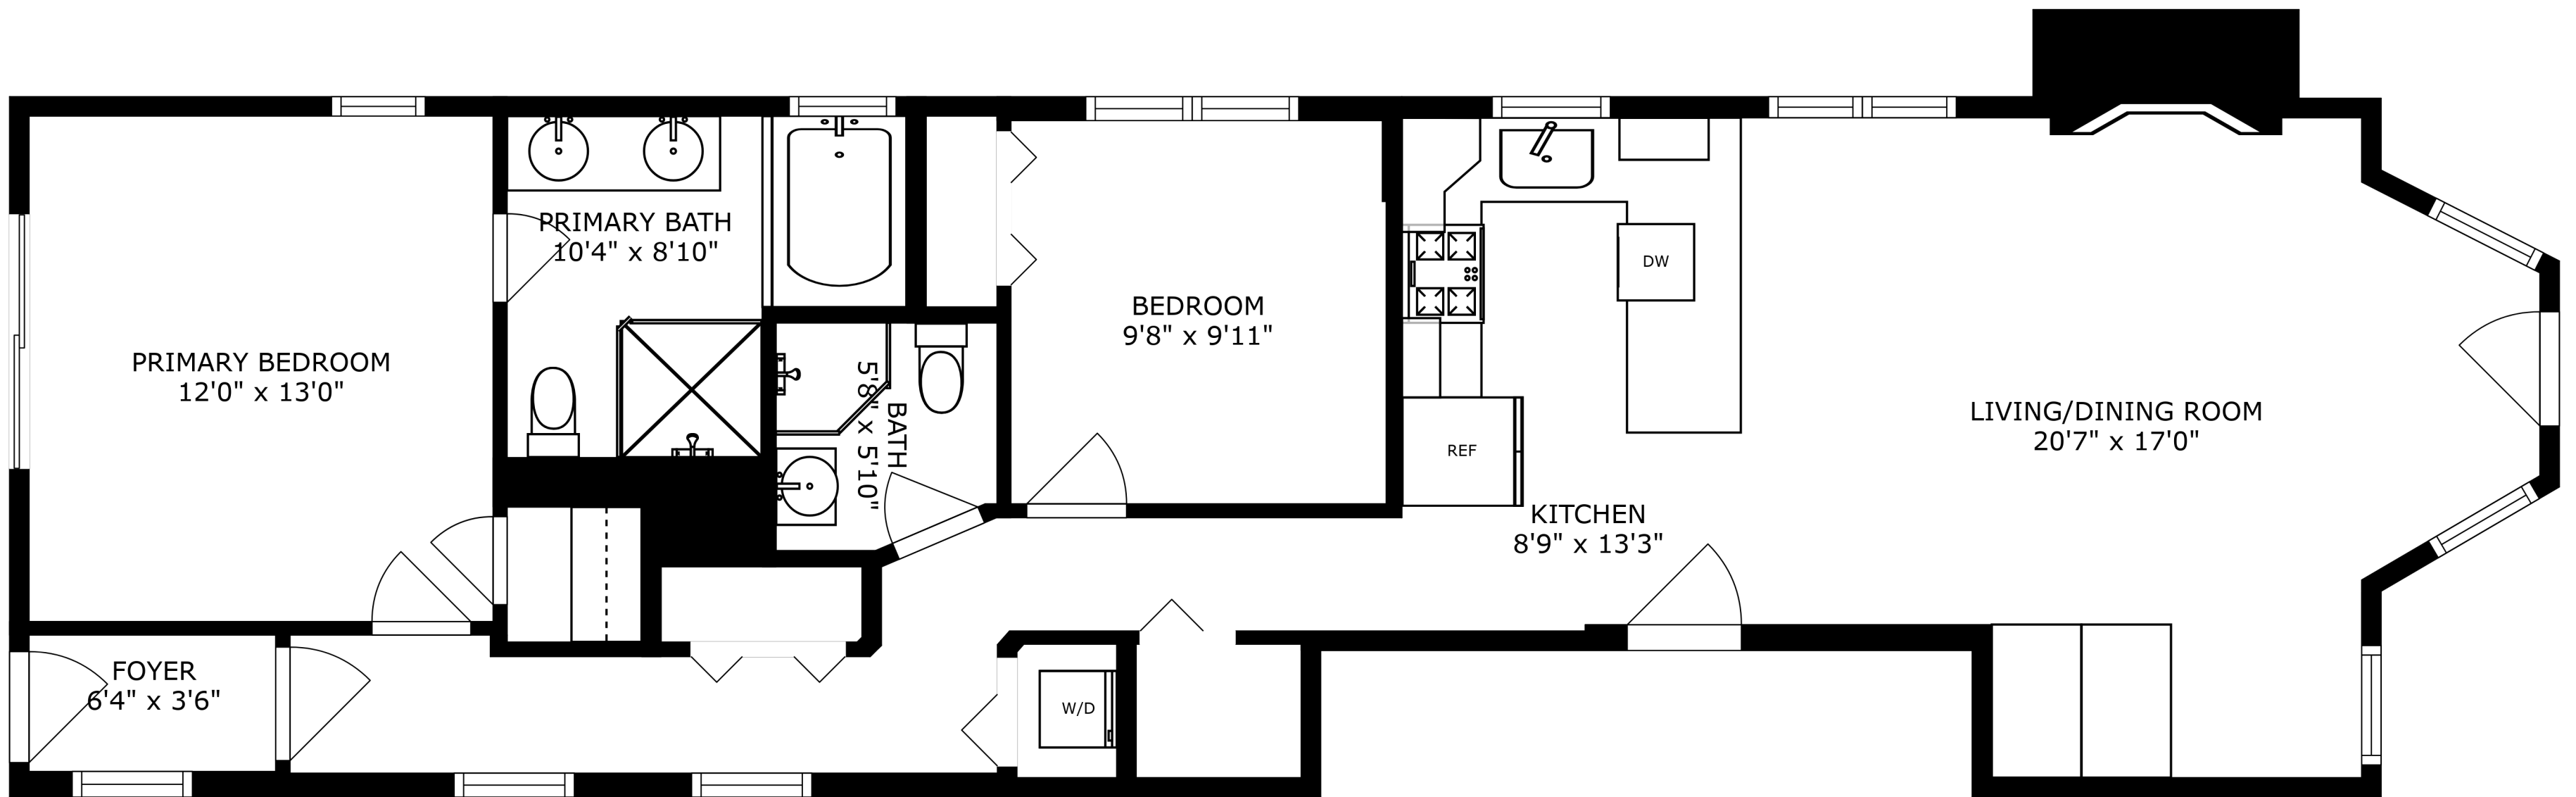 PRIMARY BEDROOM
12'0" x 13'0"
PRIMARY BATH
10'4" x 8'10"
BATH
5'8" x 5'10"
BEDROOM
9'8" x 9'11"
DW
REF
KITCHEN
8'9" x 13'3"
LIVING/DINING ROOM
20'7" x 17'0"
FOYER
6'4" x 3'6"
W/D